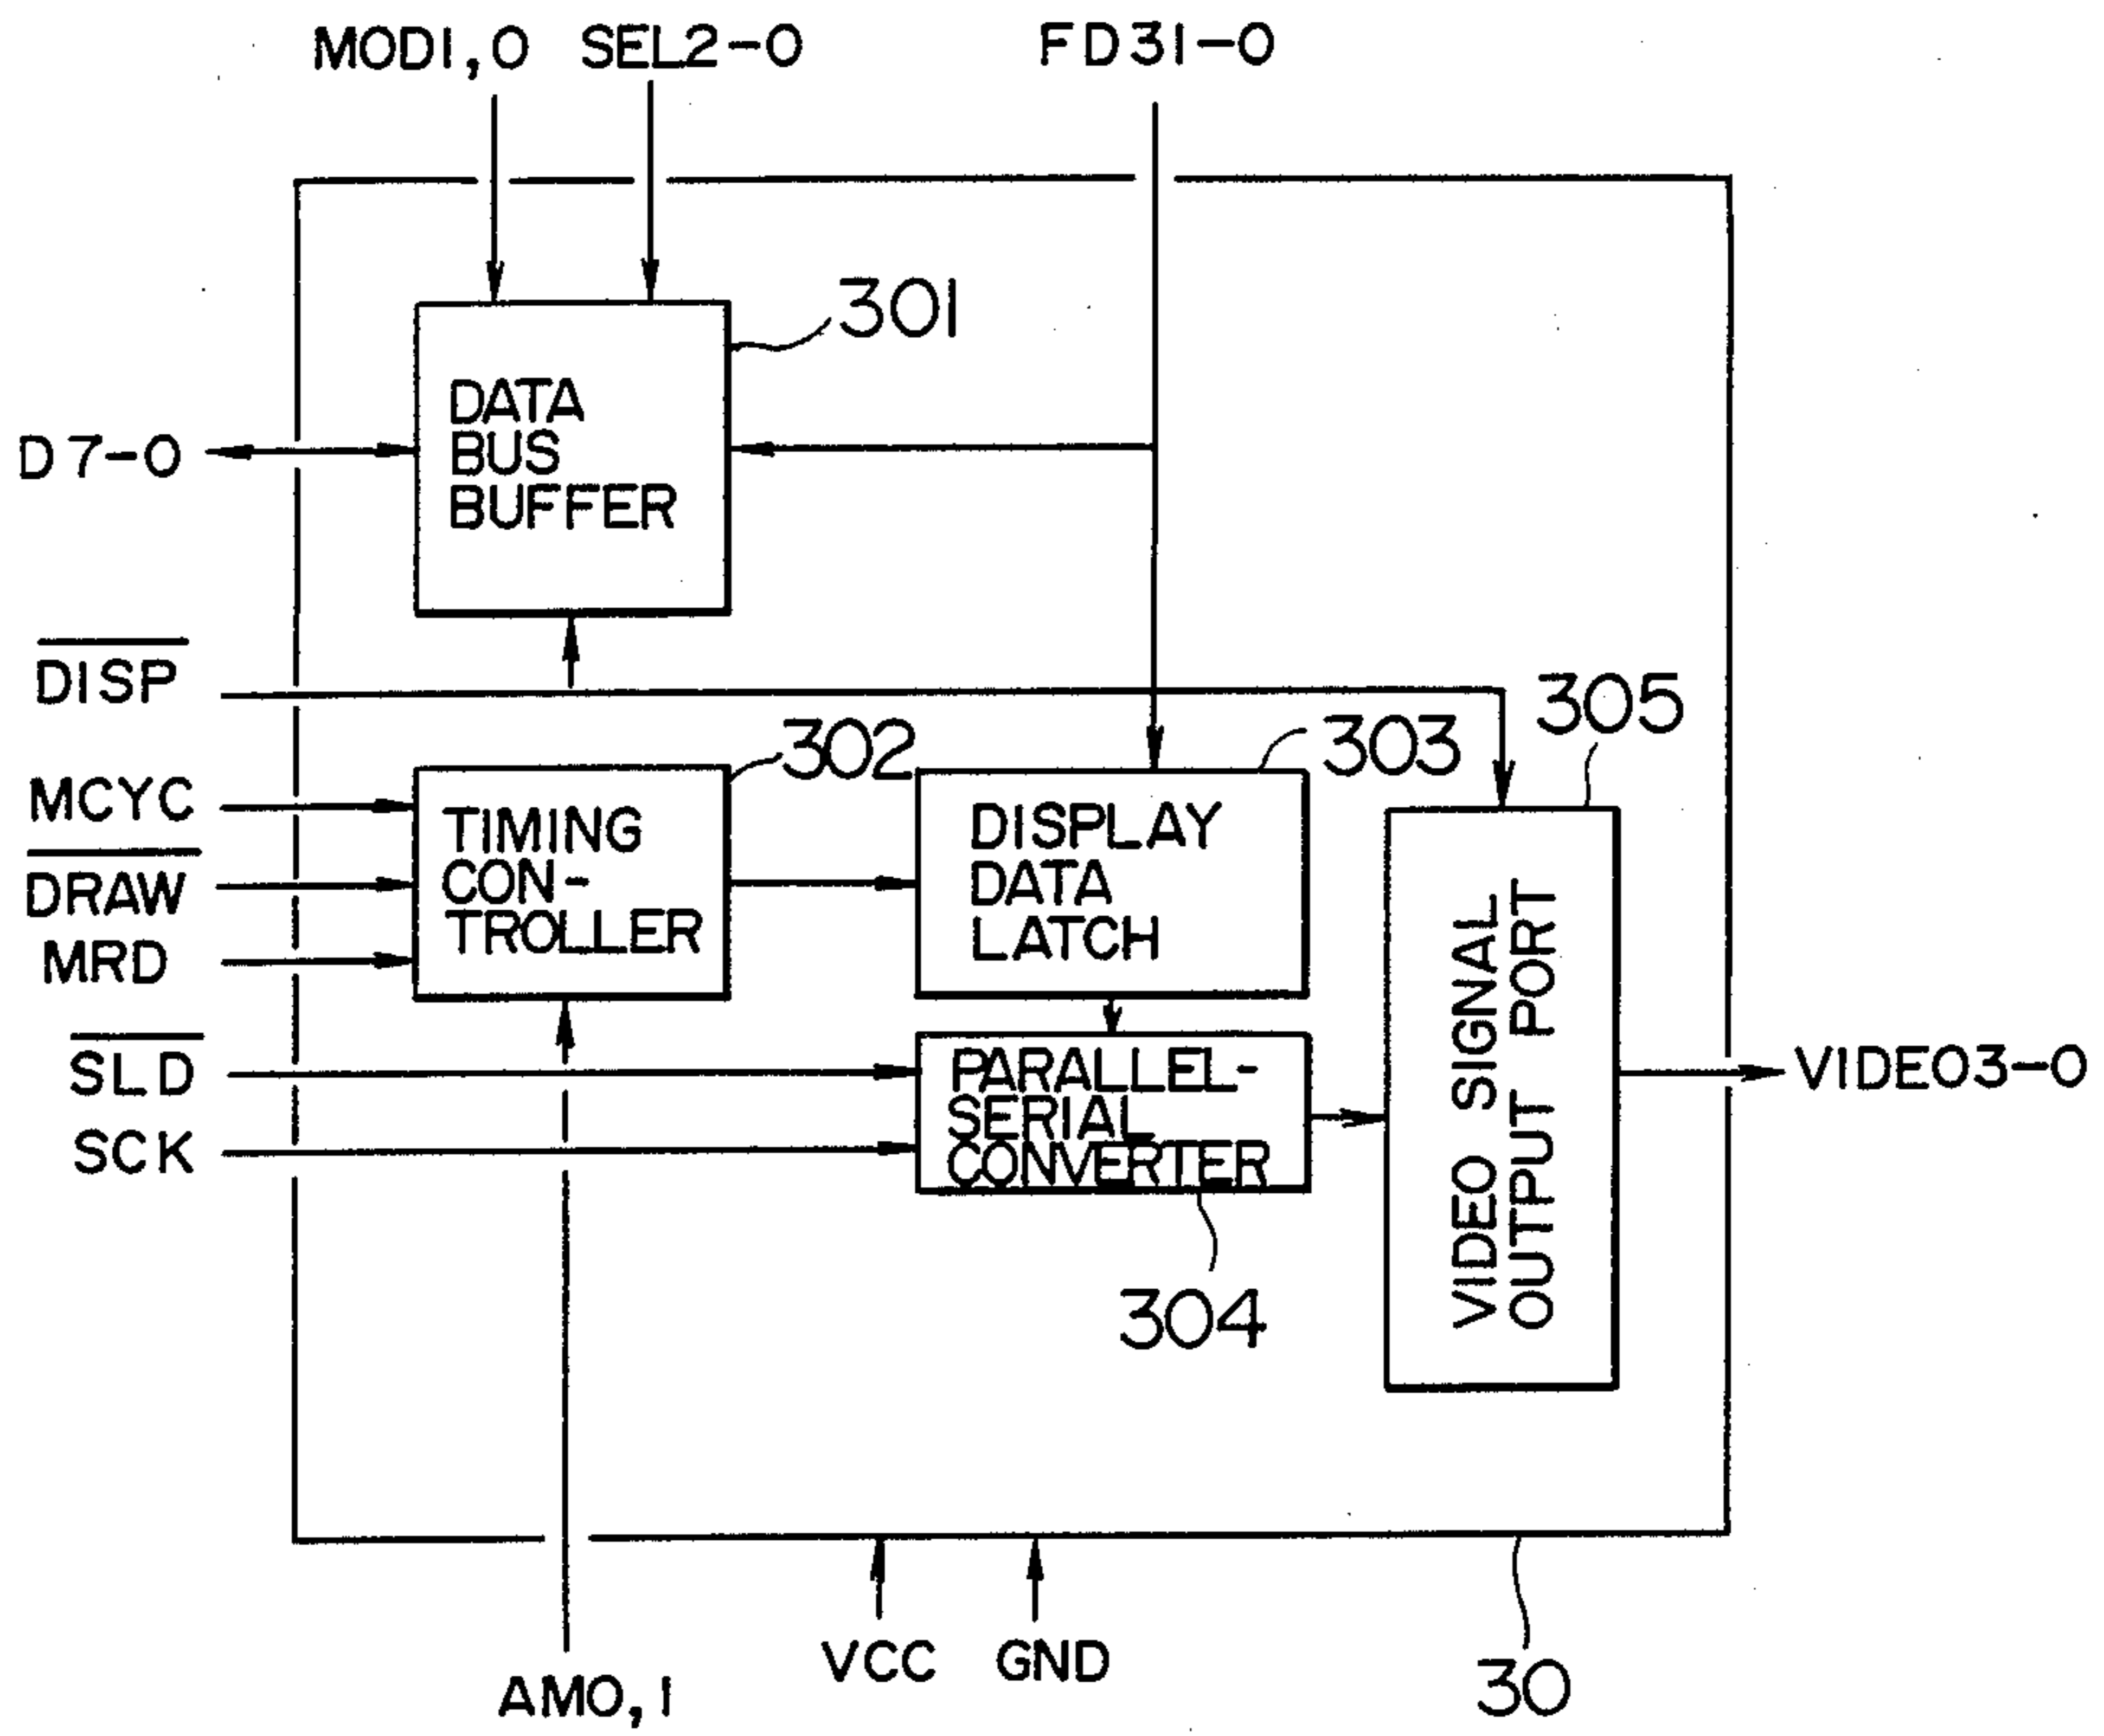 MOD1,0 SEL2-0 FD31-0
301
DATA
BUS
BUFFER
D7-0
DISP
305
302
303
MCYC
TIMING
CON-
TROLLER
DISPLAY
DATA
LATCH
DRAW
MRD
VIDEO SIGNAL
OUTPUT PORT
SLD
PARALLEL-
SERIAL
CONVERTER
VIDEO3-0
SCK
304
VCC GND
30
AM0,1